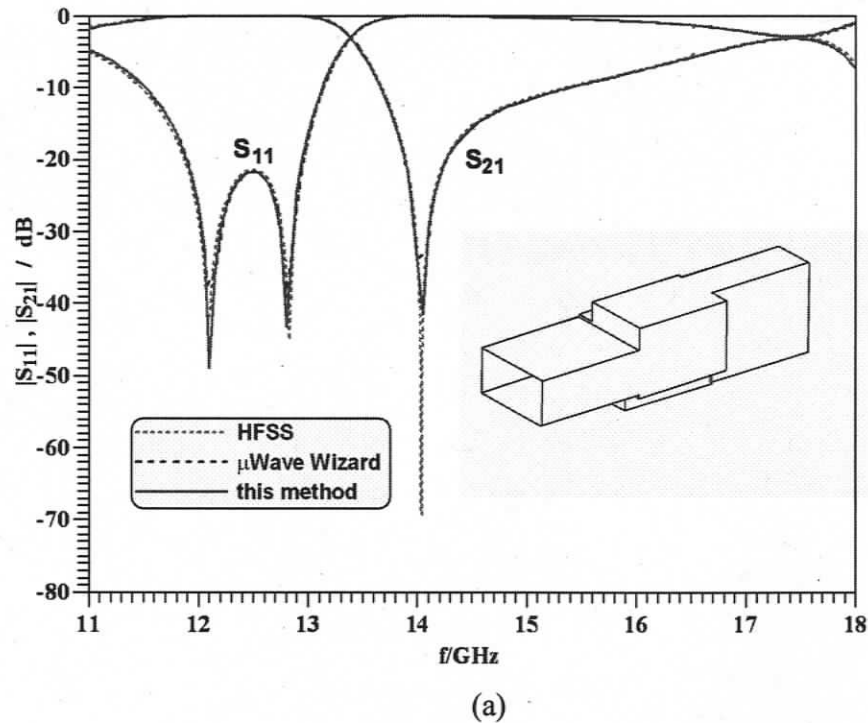 0
-10
-20
-30
-40
-50
-60
-70
-80
|S11| , |S21| / dB
S11
S21
HFSS
μWave Wizard
this method
11 12 13 14 15 16 17 18
f/GHz
(a)